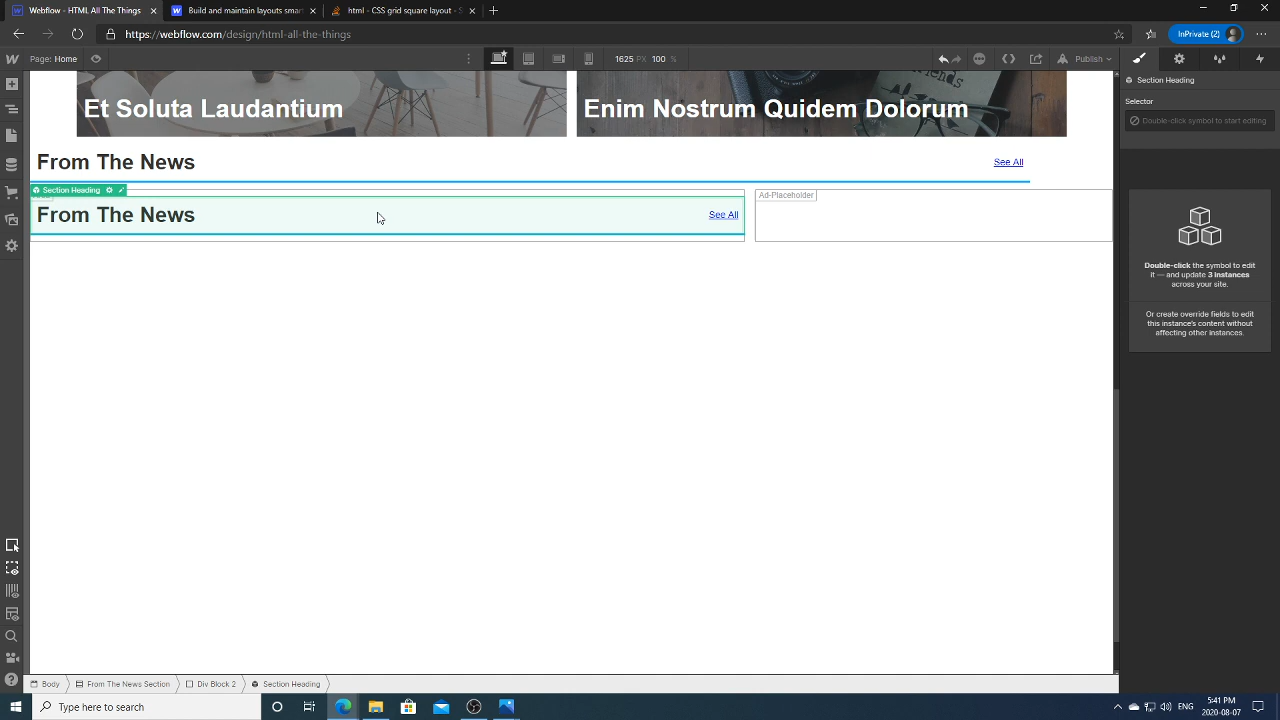 Webflow - HTML All The Things
Build and maintain layouts smart
html - CSS grid square layout - S
https://webflow.com/design/html-all-the-things
InPrivate (2)
Page: Home
1625 PX 100 %
Publish
Et Soluta Laudantium
Enim Nostrum Quidem Dolorum
From The News
See All
Section Heading
From The News
See All
Ad-Placeholder
Section Heading
Selector
Double-click symbol to start editing
Double-click the symbol to edit
it — and update 3 instances
across your site.
Or create override fields to edit
this instance's content without
affecting other instances.
Body
From The News Section
Div Block 2
Section Heading
Type here to search
ENG
5:41 PM
2020-08-07